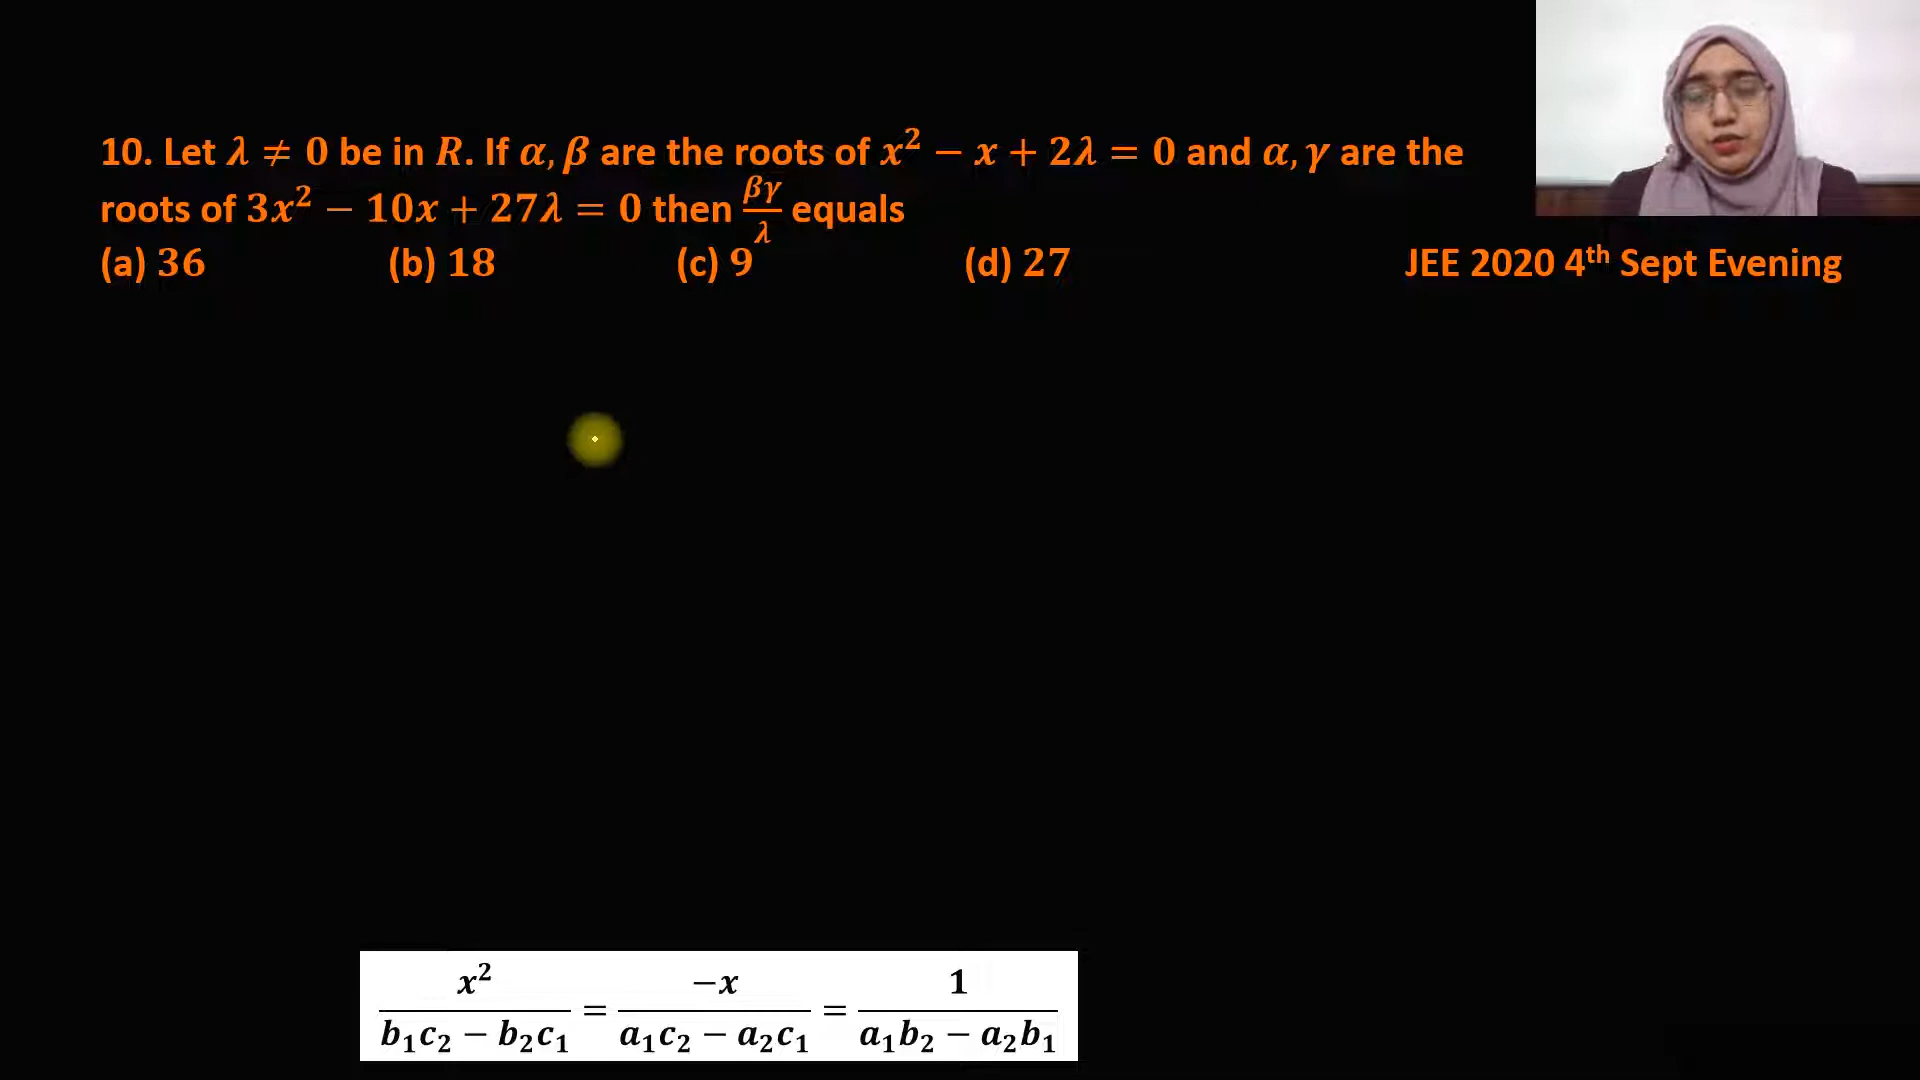 10. Let λ ≠ 0 be in R. If α, β are the roots of x² − x + 2λ = 0 and α, γ are the
roots of 3x² − 10x + 27λ = 0 then βγ/λ equals
(a) 36 (b) 18 (c) 9 (d) 27 JEE 2020 4th Sept Evening
x²/(b₁c₂ − b₂c₁) = −x/(a₁c₂ − a₂c₁) = 1/(a₁b₂ − a₂b₁)